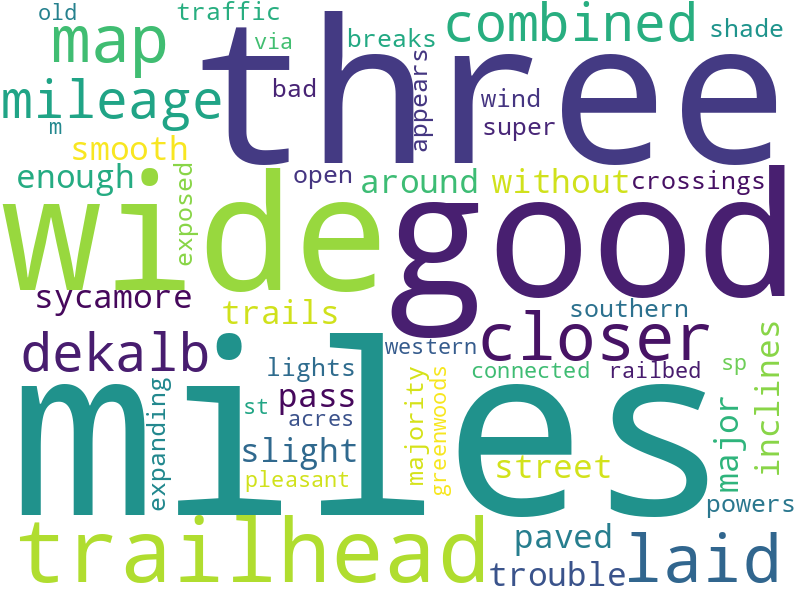 old
traffic
map
via
breaks
combined
shade
three
mileage
bad
appears
wind
m
super
smooth
enough
exposed
open
around
without
crossings
wide
good
sycamore
trails
southern
dekalb
closer
western
lights
connected
railbed
sp
miles
expanding
st
pass
acres
majority
greenwoods
major
inclines
slight
pleasant
street
powers
trailhead
paved
trouble
laid